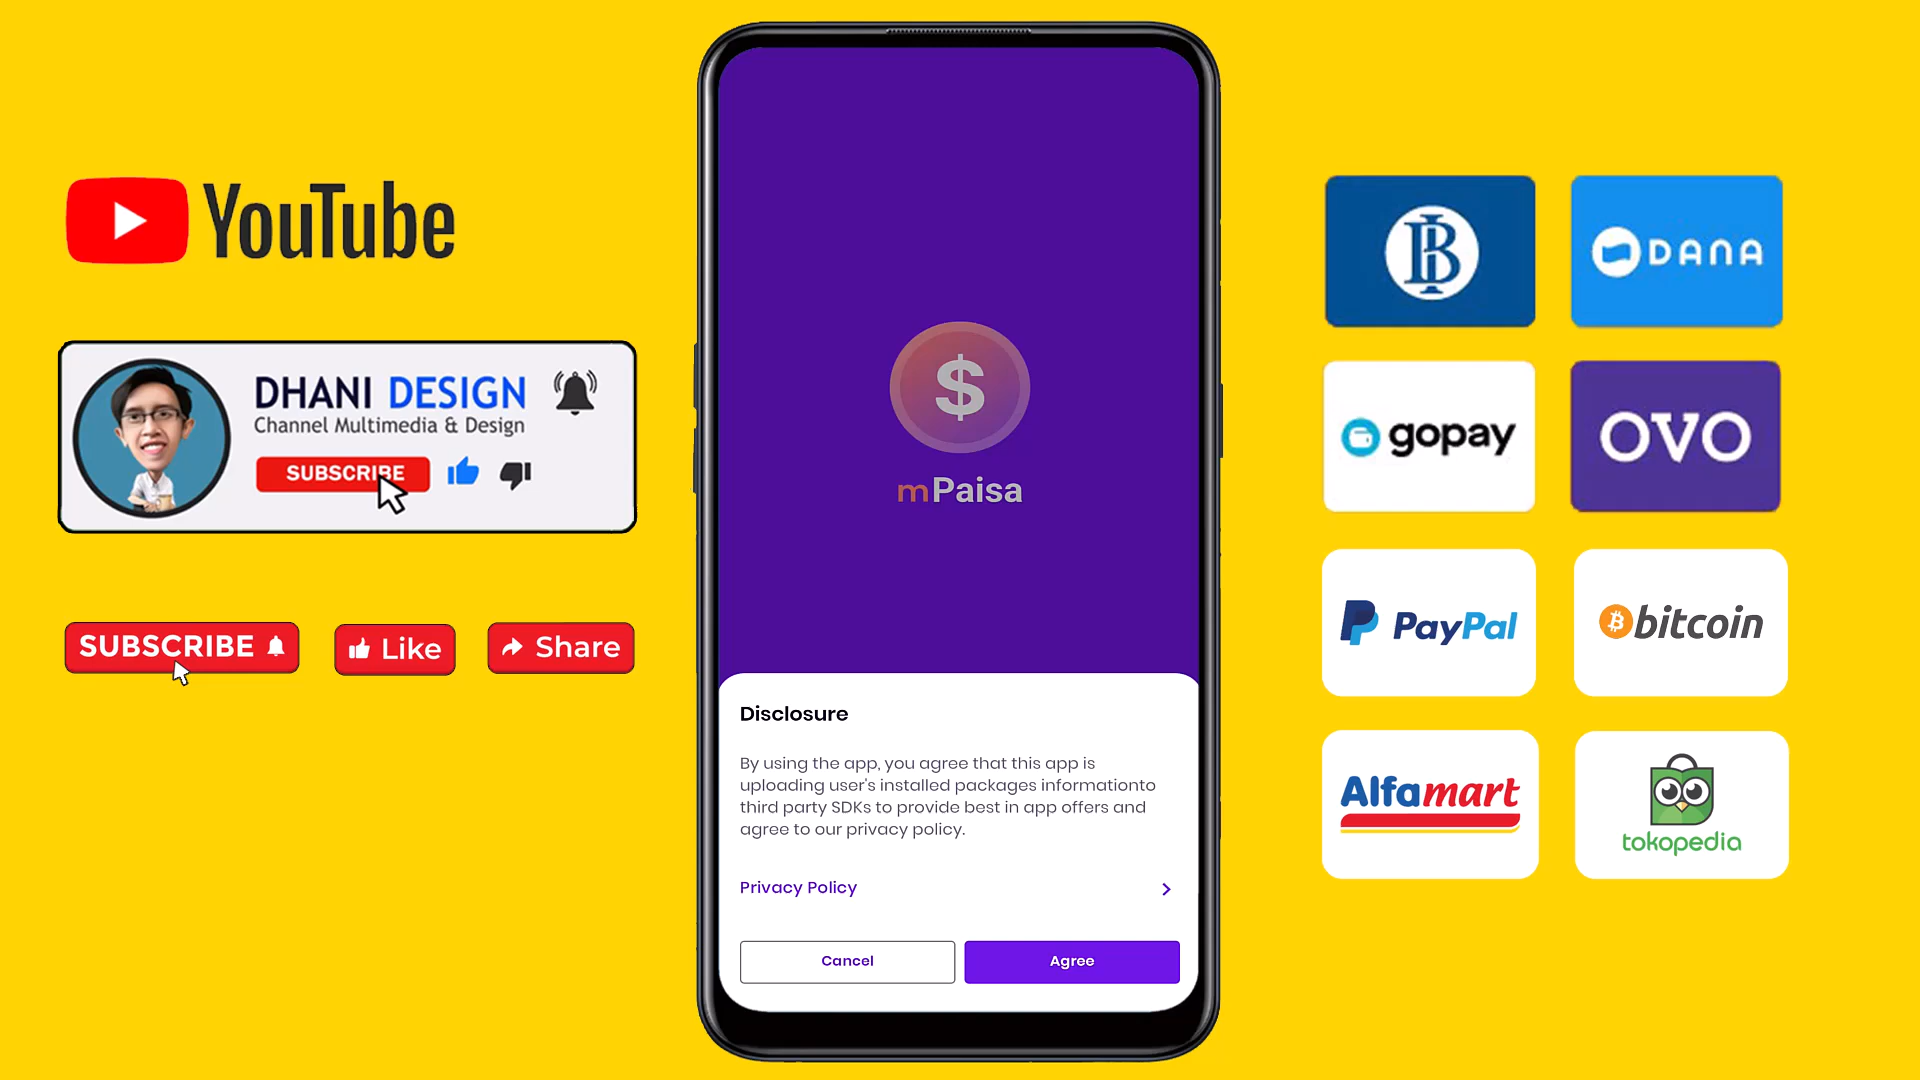 YouTube
DHANI DESIGN
Channel Multimedia & Design
SUBSCRIBE
SUBSCRIBE
Like
Share
$
mPaisa
Disclosure
By using the app, you agree that this app is
uploading user's installed packages informationto
third party SDKs to provide best in app offers and
agree to our privacy policy.
Privacy Policy
Cancel
Agree
BI
DANA
gopay
OVO
PayPal
bitcoin
Alfamart
tokopedia